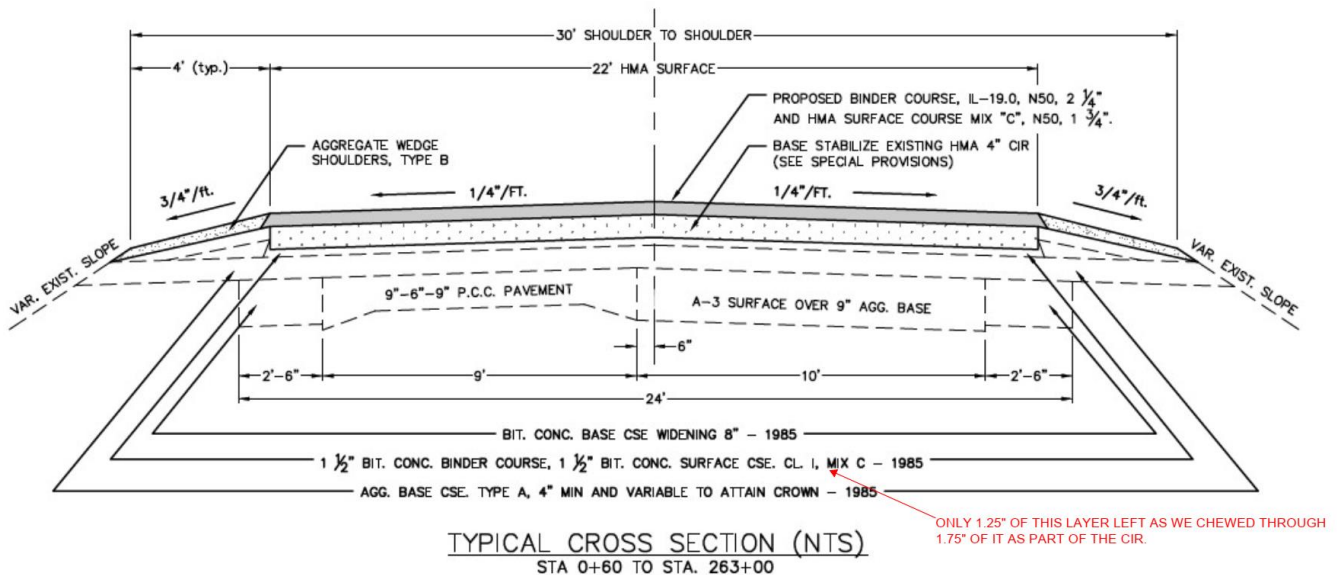 30' SHOULDER TO SHOULDER
4' (typ.)
22' HMA SURFACE
PROPOSED BINDER COURSE, IL-19.0, N50, 2 1/4"
AND HMA SURFACE COURSE MIX "C", N50, 1 3/4".
AGGREGATE WEDGE
SHOULDERS, TYPE B
BASE STABILIZE EXISTING HMA 4" CIR
(SEE SPECIAL PROVISIONS)
3/4"/ft.
1/4"/FT.
1/4"/FT.
3/4"/ft.
VAR. EXIST. SLOPE
VAR. EXIST. SLOPE
9"-6"-9" P.C.C. PAVEMENT
A-3 SURFACE OVER 9" AGG. BASE
6"
2'-6"
9'
10'
2'-6"
24'
BIT. CONC. BASE CSE WIDENING 8" - 1985
1 1/2" BIT. CONC. BINDER COURSE, 1 1/2" BIT. CONC. SURFACE CSE. CL. I, MIX C - 1985
AGG. BASE CSE. TYPE A, 4" MIN AND VARIABLE TO ATTAIN CROWN - 1985
ONLY 1.25" OF THIS LAYER LEFT AS WE CHEWED THROUGH
1.75" OF IT AS PART OF THE CIR.
TYPICAL CROSS SECTION (NTS)
STA 0+60 TO STA. 263+00